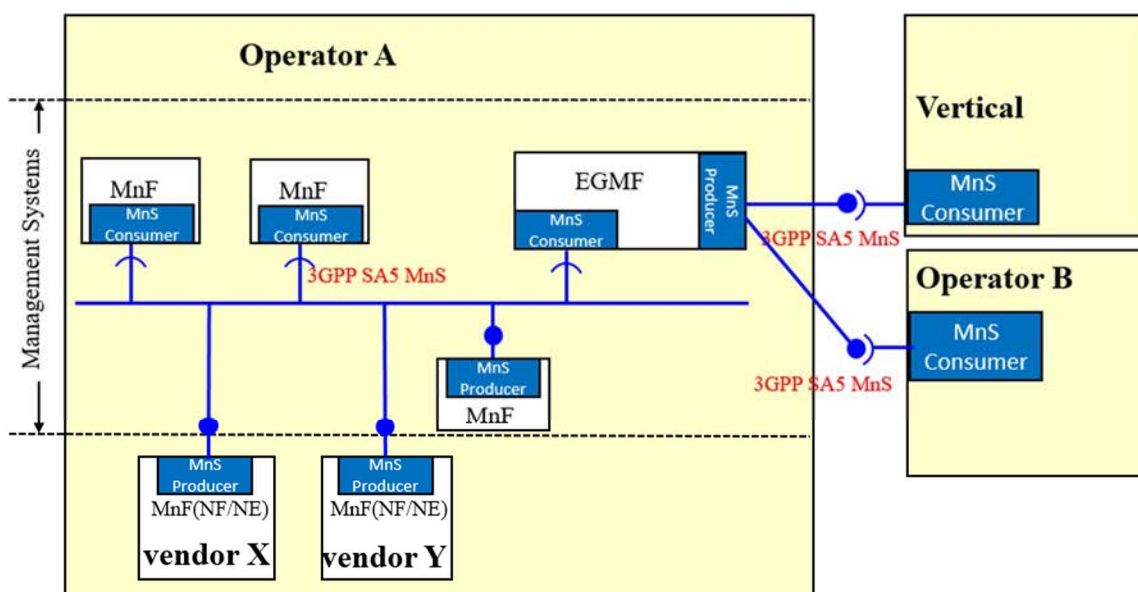 Operator A
Management Systems
MnF
MnS
Consumer
MnF
MnS
Consumer
3GPP SA5 MnS
EGMF
MnS
Consumer
MnS
Producer
3GPP SA5 MnS
Vertical
MnS
Consumer
Operator B
MnS
Consumer
3GPP SA5 MnS
MnS
Producer
MnF
MnS
Producer
MnF(NF/NE)
vendor X
MnS
Producer
MnF(NF/NE)
vendor Y